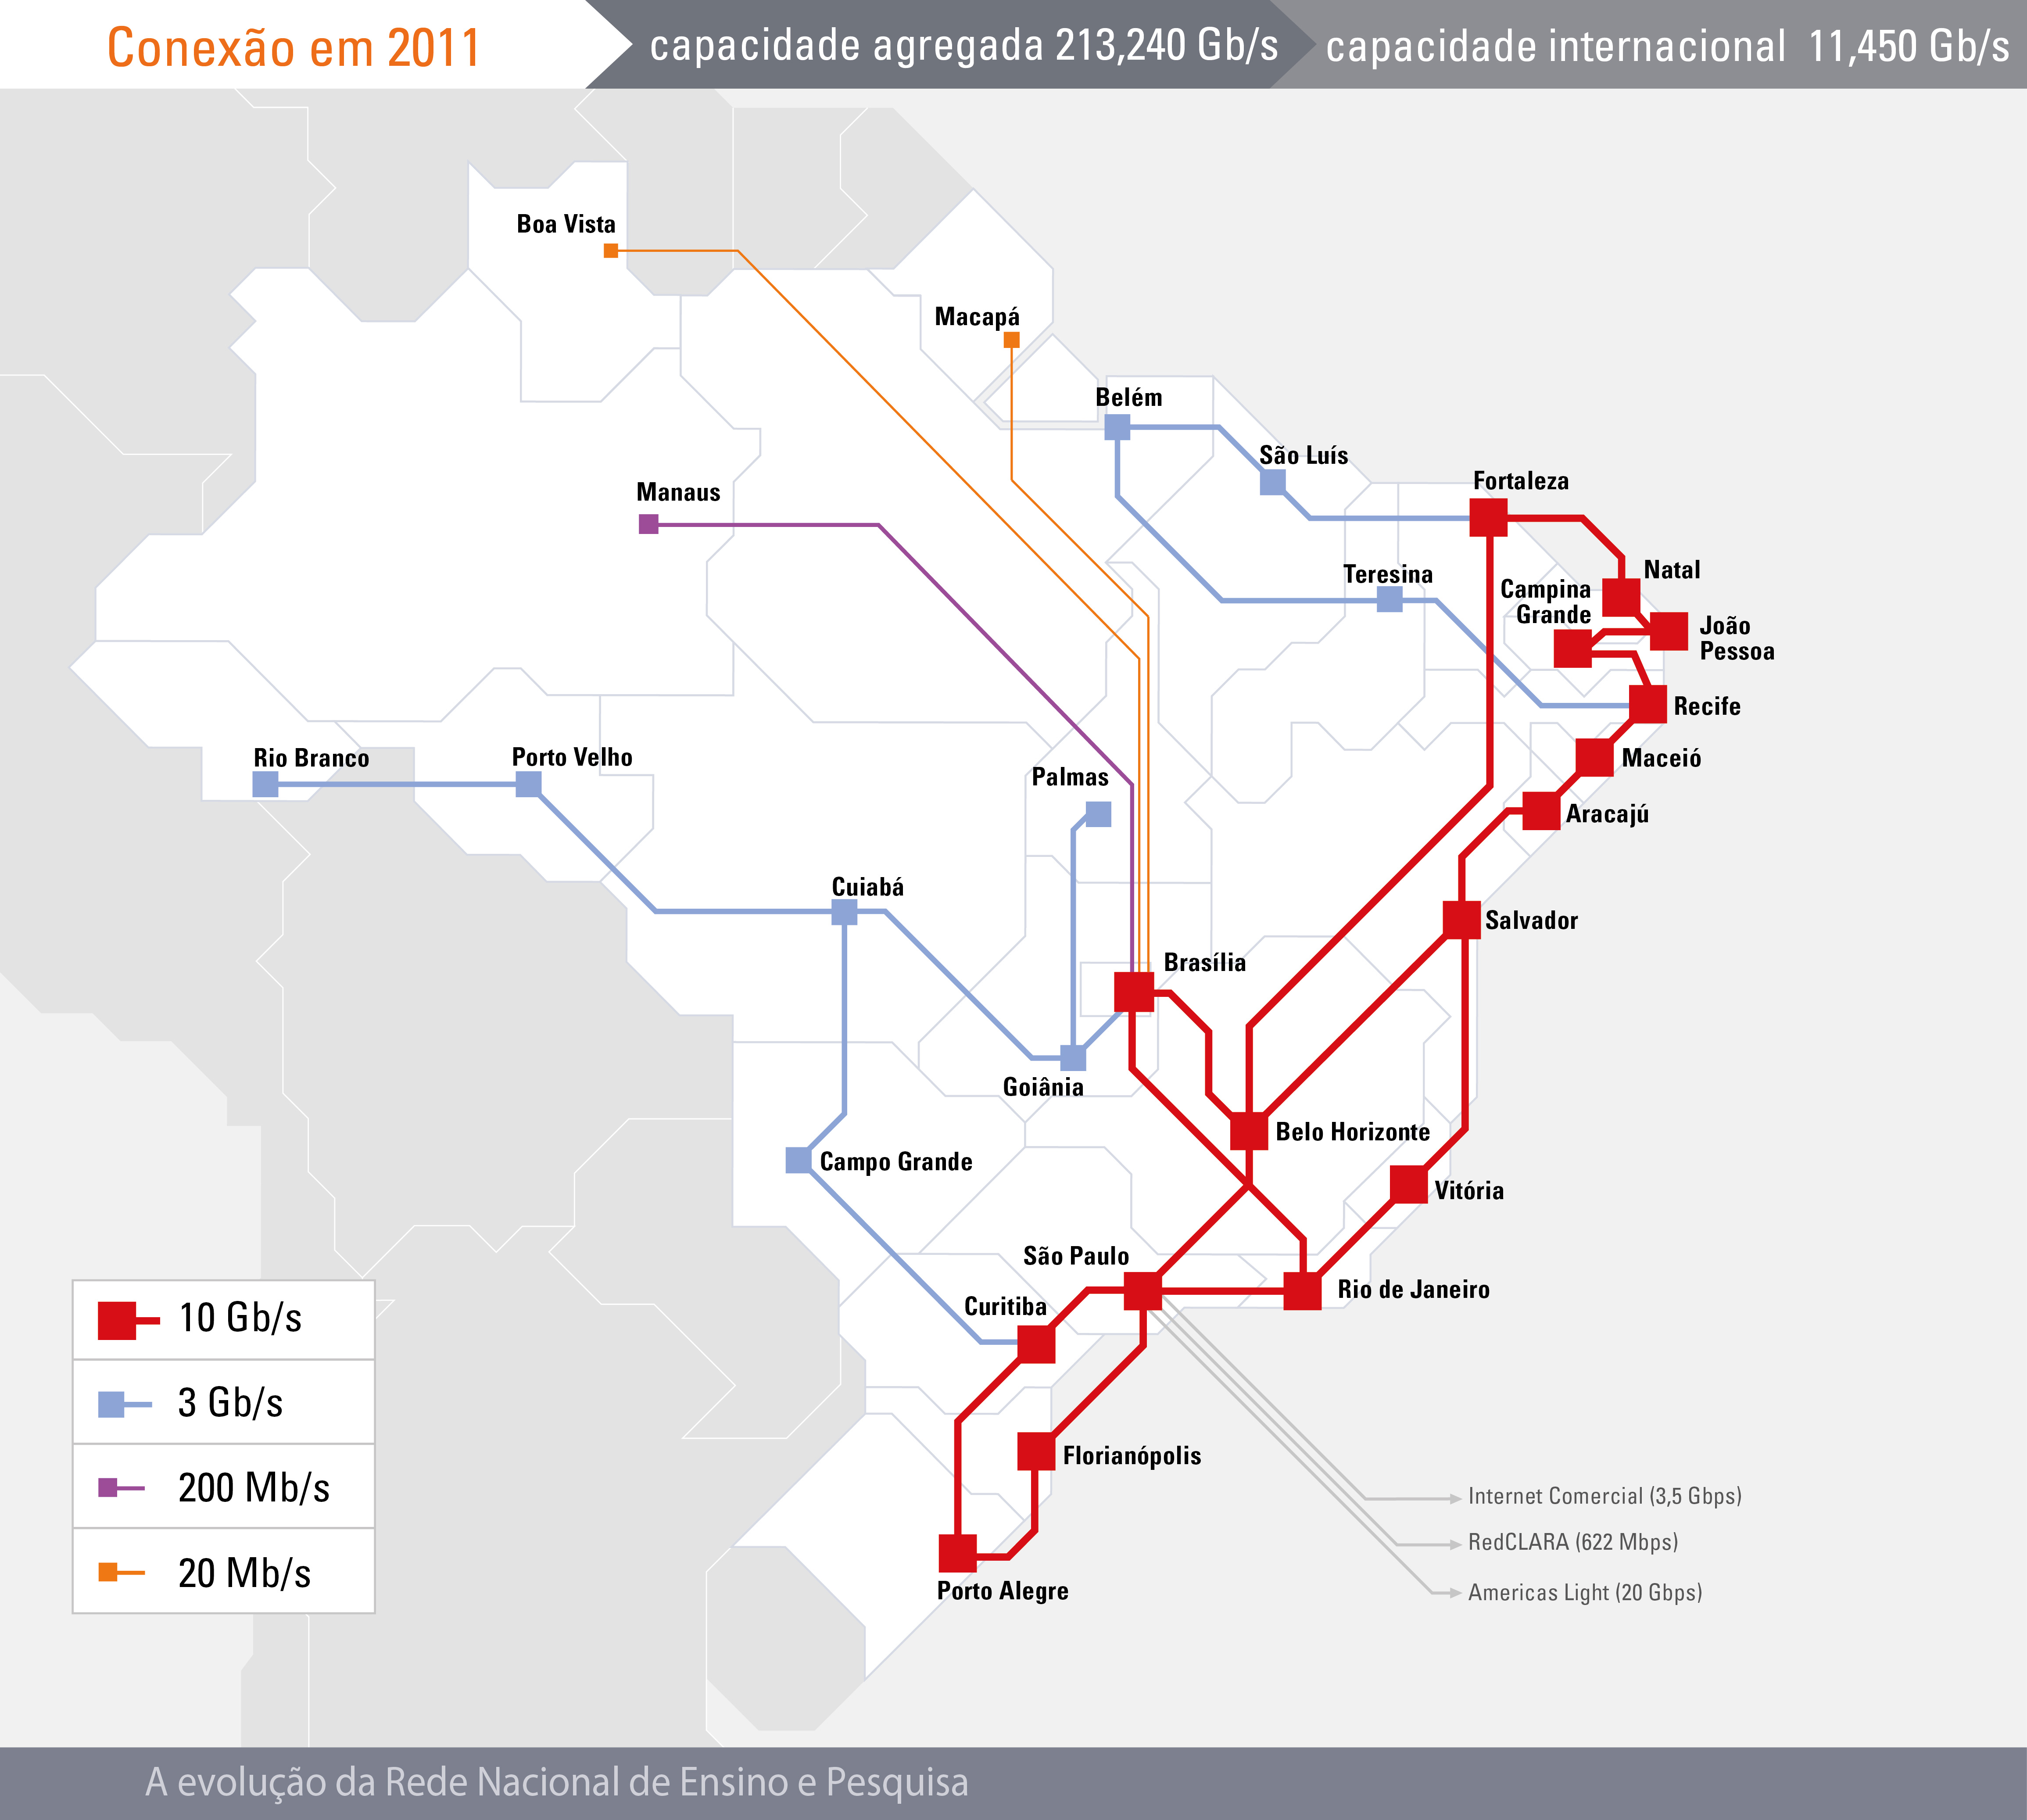 Conexão em 2011
capacidade agregada 213,240 Gb/s
capacidade internacional 11,450 Gb/s
Boa Vista
Macapá
Belém
São Luís
Fortaleza
Manaus
Natal
Teresina
Campina
Grande
João
Pessoa
Recife
Rio Branco
Porto Velho
Maceió
Palmas
Aracajú
Cuiabá
Salvador
Brasília
Goiânia
Belo Horizonte
Campo Grande
Vitória
São Paulo
Rio de Janeiro
Curitiba
Florianópolis
Porto Alegre
10 Gb/s
3 Gb/s
200 Mb/s
20 Mb/s
Internet Comercial (3,5 Gbps)
RedCLARA (622 Mbps)
Americas Light (20 Gbps)
A evolução da Rede Nacional de Ensino e Pesquisa